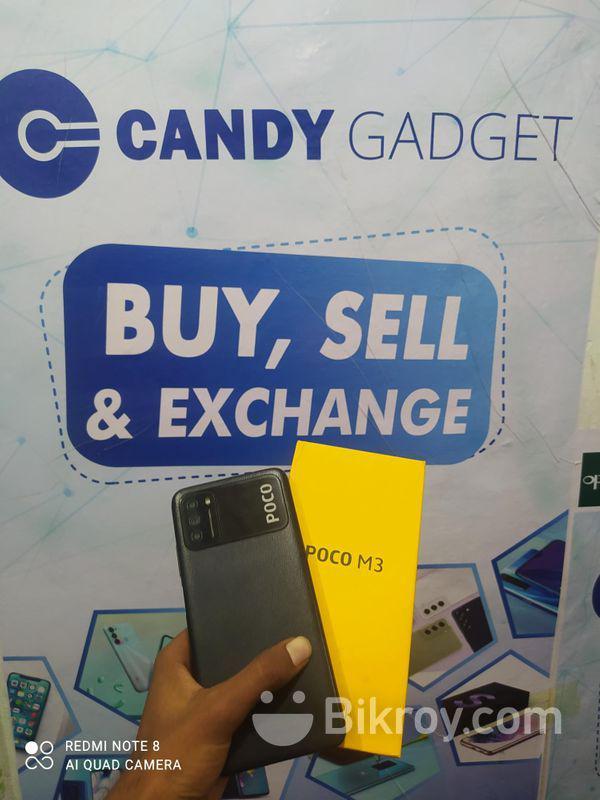 CANDY GADGET
BUY, SELL
& EXCHANGE
POCO
POCO M3
Bikroy.com
REDMI NOTE 8
AI QUAD CAMERA